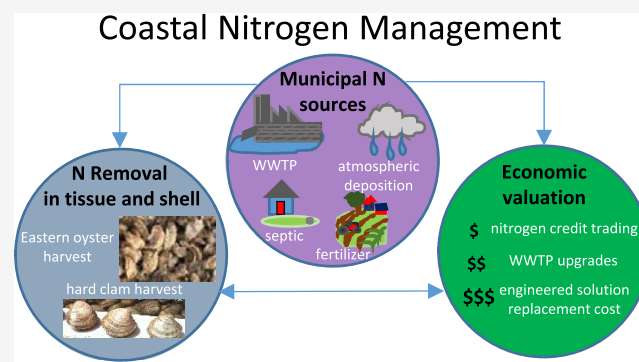 Coastal Nitrogen Management
Municipal N
sources
WWTP
atmospheric
deposition
septic
fertilizer
N Removal
in tissue and shell
Eastern oyster
harvest
hard clam harvest
Economic
valuation
$ nitrogen credit trading
$$ WWTP upgrades
$$$ engineered solution
replacement cost